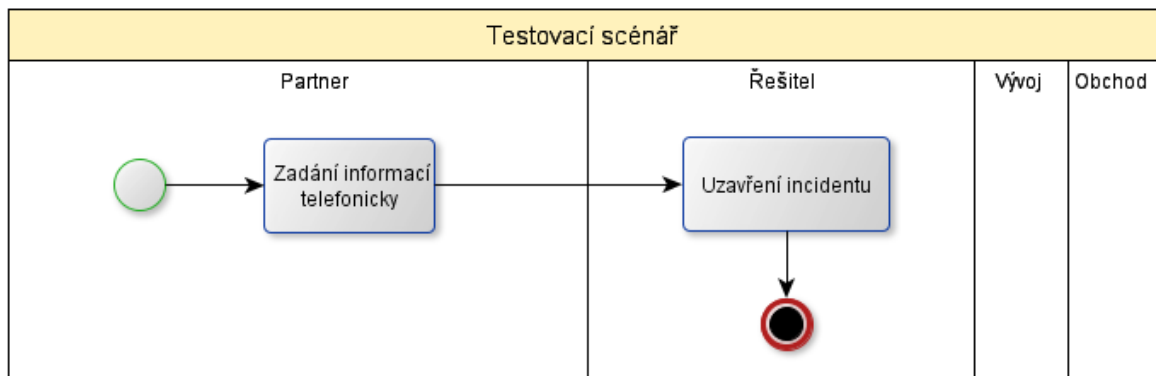 Testovací scénář
Partner
Řešitel
Vývoj
Obchod
Zadání informací
telefonicky
Uzavření incidentu